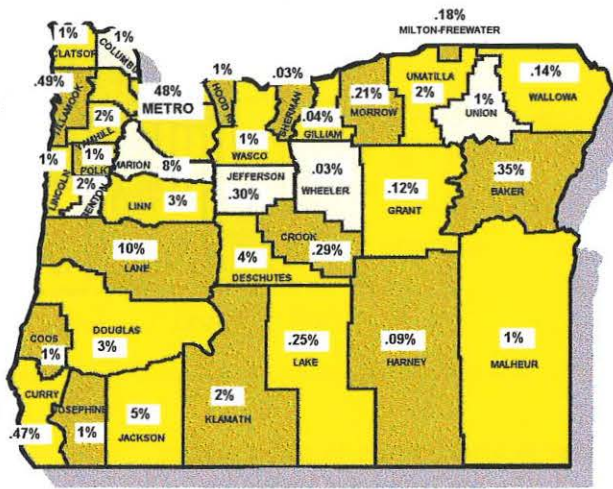 .18%
MILTON-FREEWATER
1%
CLATSOP
1%
COLUMBIA
.49%
TILLAMOOK
48%
METRO
1%
HOOD RV
.03%
SHERMAN
.04%
GILLIAM
.21%
MORROW
UMATILLA
2%
1%
UNION
.14%
WALLOWA
2%
YAMHILL
1%
POLK
MARION
8%
1%
WASCO
1%
LINCOLN
2%
BENTON
LINN
3%
JEFFERSON
.30%
.03%
WHEELER
.12%
GRANT
.35%
BAKER
10%
LANE
4%
DESCHUTES
CROOK
.29%
COOS
1%
DOUGLAS
3%
.25%
LAKE
.09%
HARNEY
1%
MALHEUR
CURRY
.47%
JOSEPHINE
1%
5%
JACKSON
2%
KLAMATH